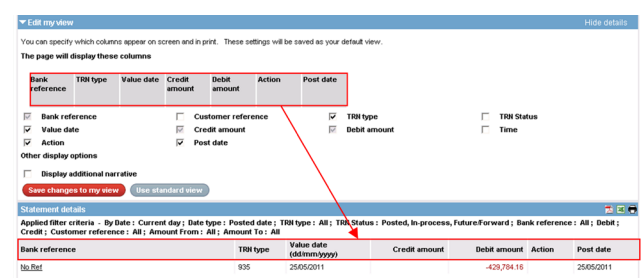 Edit my view Hide details
You can specify which columns appear on screen and in print. These settings will be saved as your default view.
The page will display these columns
Bank reference TRN type Value date Credit amount Debit amount Action Post date
Bank reference Customer reference TRN type TRN Status
Value date Credit amount Debit amount Time
Action Post date
Other display options
Display additional narrative
Save changes to my view Use standard view
Statement details
Applied filter criteria - By Date : Current day ; Date type : Posted date ; TRN type : All ; TRN Status : Posted, In-process, Future/Forward ; Bank reference : All ; Debit ;
Credit ; Customer reference : All ; Amount From : All ; Amount To : All
Bank reference TRN type Value date (dd/mm/yyyy) Credit amount Debit amount Action Post date
No Ref 935 25/05/2011 -429,784.16 25/05/2011